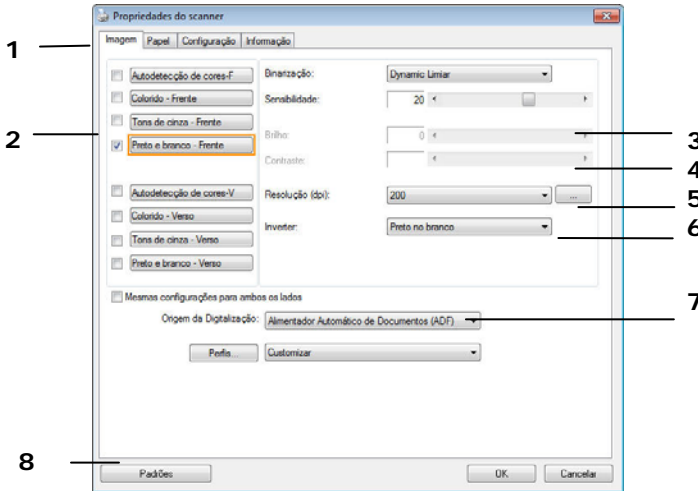 Propriedades do scanner
1
Imagem Papel Configuração Informação
Autodetecção de cores-F
Colorido - Frente
Tons de cinza - Frente
2
Preto e branco - Frente
Autodetecção de cores-V
Colorido - Verso
Tons de cinza - Verso
Preto e branco - Verso
Binarização: Dynamic Limiar
Sensibilidade: 20
Brilho: 0 3
Contraste: 4
Resolução (dpi): 200 ... 5
Inverter: Preto no branco 6
Mesmas configurações para ambos os lados
7
Origem da Digitalização: Alimentador Automático de Documentos (ADF)
Perfis... Customizar
8
Padrões OK Cancelar